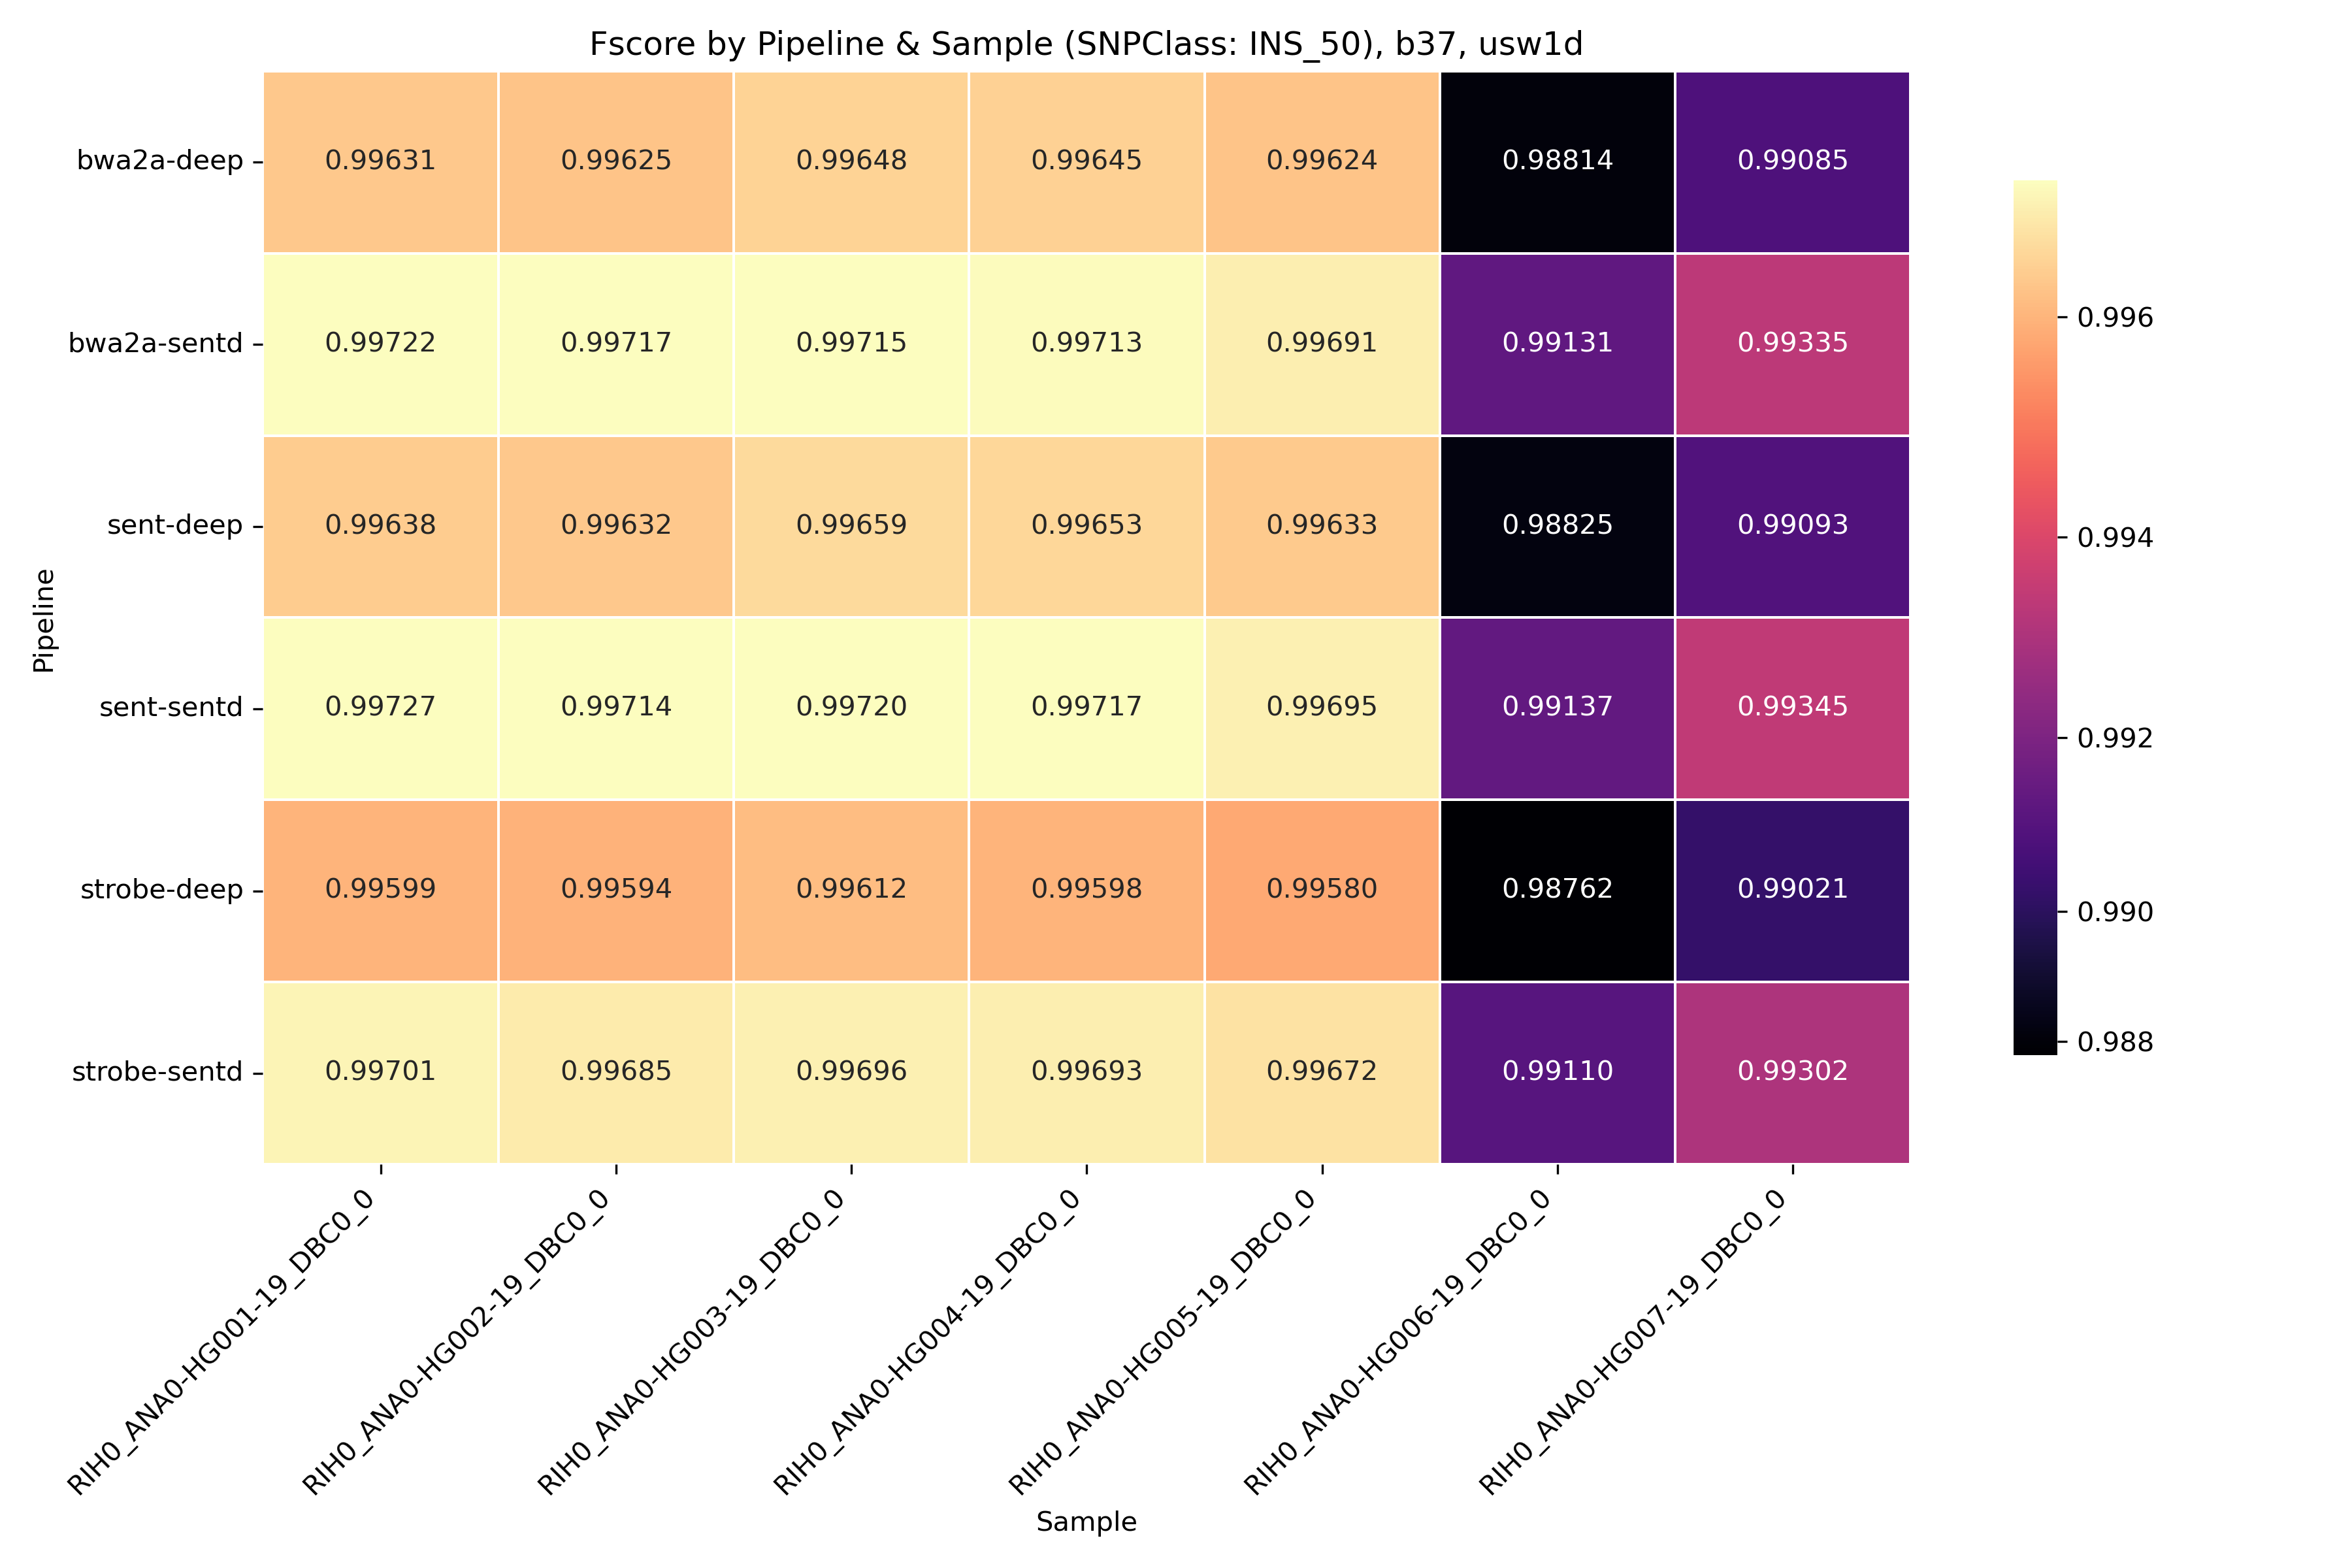 Fscore by Pipeline & Sample (SNPClass: INS_50), b37, usw1d
Pipeline
bwa2a-deep 0.99631 0.99625 0.99648 0.99645 0.99624 0.98814 0.99085
bwa2a-sentd 0.99722 0.99717 0.99715 0.99713 0.99691 0.99131 0.99335
sent-deep 0.99638 0.99632 0.99659 0.99653 0.99633 0.98825 0.99093
sent-sentd 0.99727 0.99714 0.99720 0.99717 0.99695 0.99137 0.99345
strobe-deep 0.99599 0.99594 0.99612 0.99598 0.99580 0.98762 0.99021
strobe-sentd 0.99701 0.99685 0.99696 0.99693 0.99672 0.99110 0.99302
RIH0_ANA0-HG001-19_DBC0_0
RIH0_ANA0-HG002-19_DBC0_0
RIH0_ANA0-HG003-19_DBC0_0
RIH0_ANA0-HG004-19_DBC0_0
RIH0_ANA0-HG005-19_DBC0_0
RIH0_ANA0-HG006-19_DBC0_0
RIH0_ANA0-HG007-19_DBC0_0
Sample
0.996
0.994
0.992
0.990
0.988